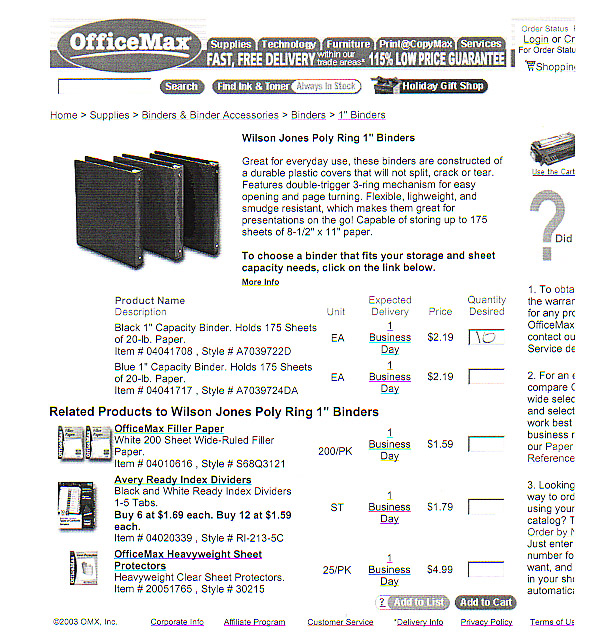 OfficeMax
Order Status
Login or Cr
For Order Statu
Supplies Technology Furniture Print@CopyMax Services
FAST, FREE DELIVERY within our trade areas* 115% LOW PRICE GUARANTEE
Shopping
Search Find Ink & Toner Always In Stock Holiday Gift Shop
Home > Supplies > Binders & Binder Accessories > Binders > 1" Binders
Wilson Jones Poly Ring 1" Binders
Great for everyday use, these binders are constructed of
a durable plastic covers that will not split, crack or tear.
Features double-trigger 3-ring mechanism for easy
opening and page turning. Flexible, lighweight, and
smudge resistant, which makes them great for
presentations on the go! Capable of storing up to 175
sheets of 8-1/2" x 11" paper.
To choose a binder that fits your storage and sheet
capacity needs, click on the link below.
More Info
Use the Cart
?
Did
Product Name
Description
Unit
Expected
Delivery
Price
Quantity
Desired
Black 1" Capacity Binder. Holds 175 Sheets
of 20-lb. Paper.
Item # 04041708 , Style # A7039722D
EA
1
Business
Day
$2.19
10
Blue 1" Capacity Binder. Holds 175 Sheets
of 20-lb. Paper.
Item # 04041717 , Style # A7039724DA
EA
1
Business
Day
$2.19
Related Products to Wilson Jones Poly Ring 1" Binders
OfficeMax Filler Paper
White 200 Sheet Wide-Ruled Filler
Paper.
Item # 04010616 , Style # S68Q3121
200/PK
1
Business
Day
$1.59
Avery Ready Index Dividers
Black and White Ready Index Dividers
1-5 Tabs.
Buy 6 at $1.69 each. Buy 12 at $1.59
each.
Item # 04020339 , Style # RI-213-5C
ST
1
Business
Day
$1.79
OfficeMax Heavyweight Sheet
Protectors
Heavyweight Clear Sheet Protectors.
Item # 20051765 , Style # 30215
25/PK
1
Business
Day
$4.99
? Add to List Add to Cart
1. To obta
the warrar
for any pro
OfficeMax
contact ou
Service de
2. For an e
compare C
wide selec
and select
work best
business r
our Paper
Reference
3. Looking
way to orc
using your
catalog? T
Order by N
Just enter
number fo
want, and
in your sh
automatica
©2003 OMX, Inc. Corporate Info Affiliate Program Customer Service *Delivery Info Privacy Policy Terms of Us